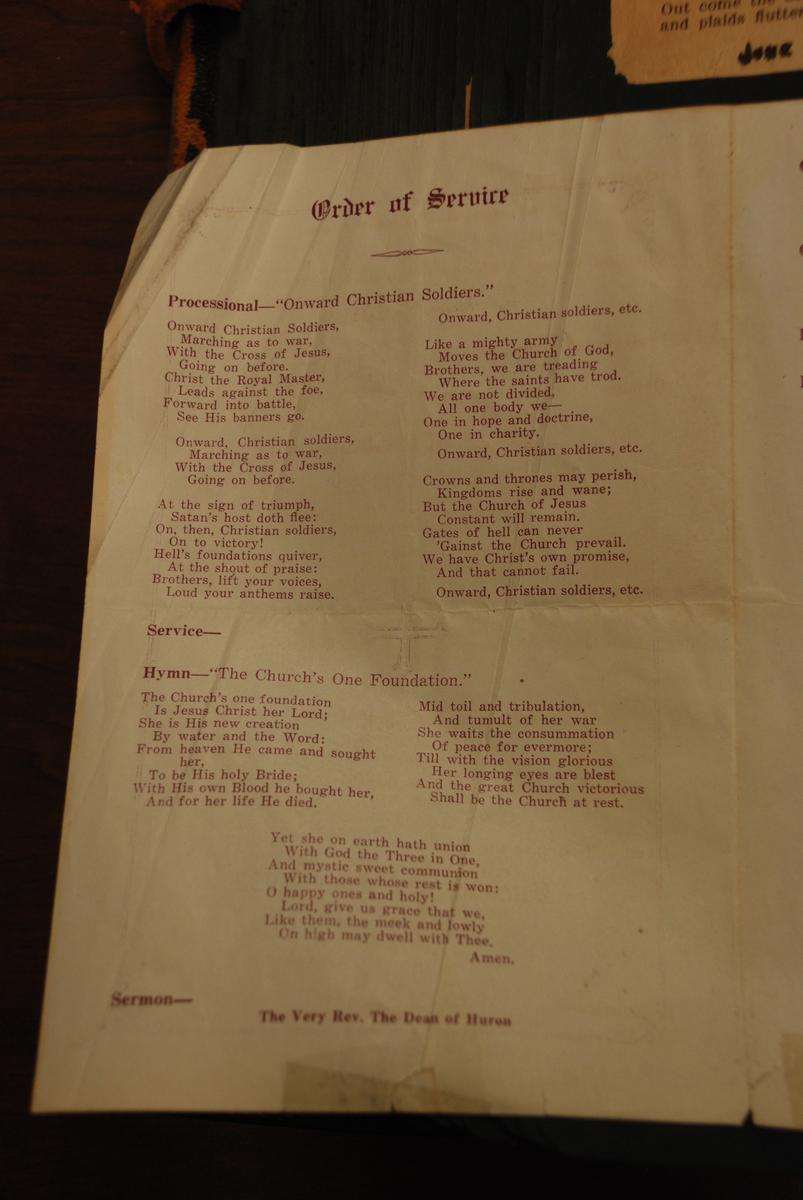 Out come the
and plaids flutter
June
Order of Service
Processional—"Onward Christian Soldiers."
Onward Christian Soldiers,
Marching as to war,
With the Cross of Jesus,
Going on before.
Christ the Royal Master,
Leads against the foe,
Forward into battle,
See His banners go.
Onward, Christian soldiers,
Marching as to war,
With the Cross of Jesus,
Going on before.
At the sign of triumph,
Satan's host doth flee:
On, then, Christian soldiers,
On to victory!
Hell's foundations quiver,
At the shout of praise:
Brothers, lift your voices,
Loud your anthems raise.
Onward, Christian soldiers, etc.
Like a mighty army
Moves the Church of God,
Brothers, we are treading
Where the saints have trod.
We are not divided,
All one body we—
One in hope and doctrine,
One in charity.
Onward, Christian soldiers, etc.
Crowns and thrones may perish,
Kingdoms rise and wane;
But the Church of Jesus
Constant will remain.
Gates of hell can never
'Gainst the Church prevail.
We have Christ's own promise,
And that cannot fail.
Onward, Christian soldiers, etc.
Service—
Hymn—"The Church's One Foundation."
The Church's one foundation
Is Jesus Christ her Lord;
She is His new creation
By water and the Word:
From heaven He came and sought
her,
To be His holy Bride;
With His own Blood he bought her,
And for her life He died.
Mid toil and tribulation,
And tumult of her war
She waits the consummation
Of peace for evermore;
Till with the vision glorious
Her longing eyes are blest
And the great Church victorious
Shall be the Church at rest.
Yet she on earth hath union
With God the Three in One,
And mystic sweet communion
With those whose rest is won:
O happy ones and holy!
Lord, give us grace that we,
Like them, the meek and lowly
On high may dwell with Thee.
Amen.
Sermon—
The Very Rev. The Dean of Huron